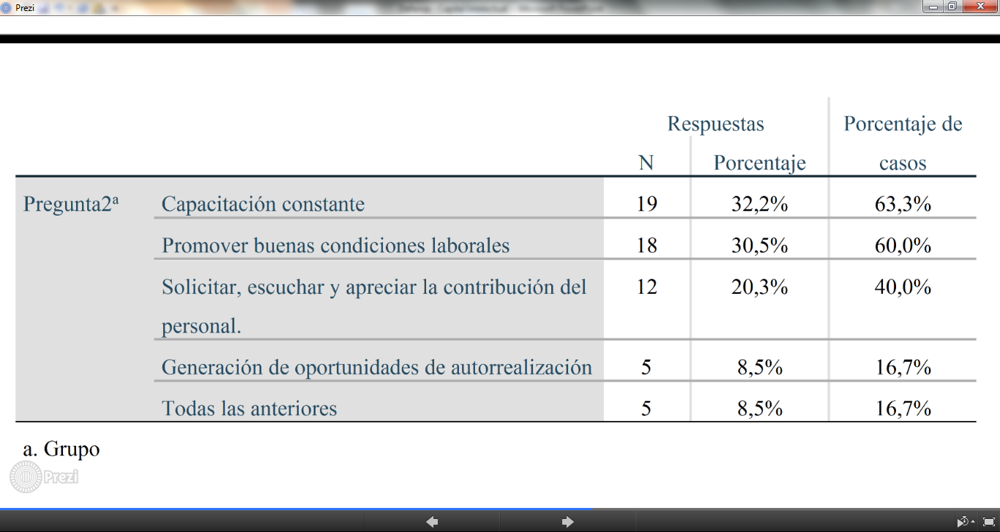 Prezi
Respuestas
Porcentaje de
N
Porcentaje
casos
Pregunta2ª
Capacitación constante
19
32,2%
63,3%
Promover buenas condiciones laborales
18
30,5%
60,0%
Solicitar, escuchar y apreciar la contribución del
12
20,3%
40,0%
personal.
Generación de oportunidades de autorrealización
5
8,5%
16,7%
Todas las anteriores
5
8,5%
16,7%
a. Grupo
Prezi